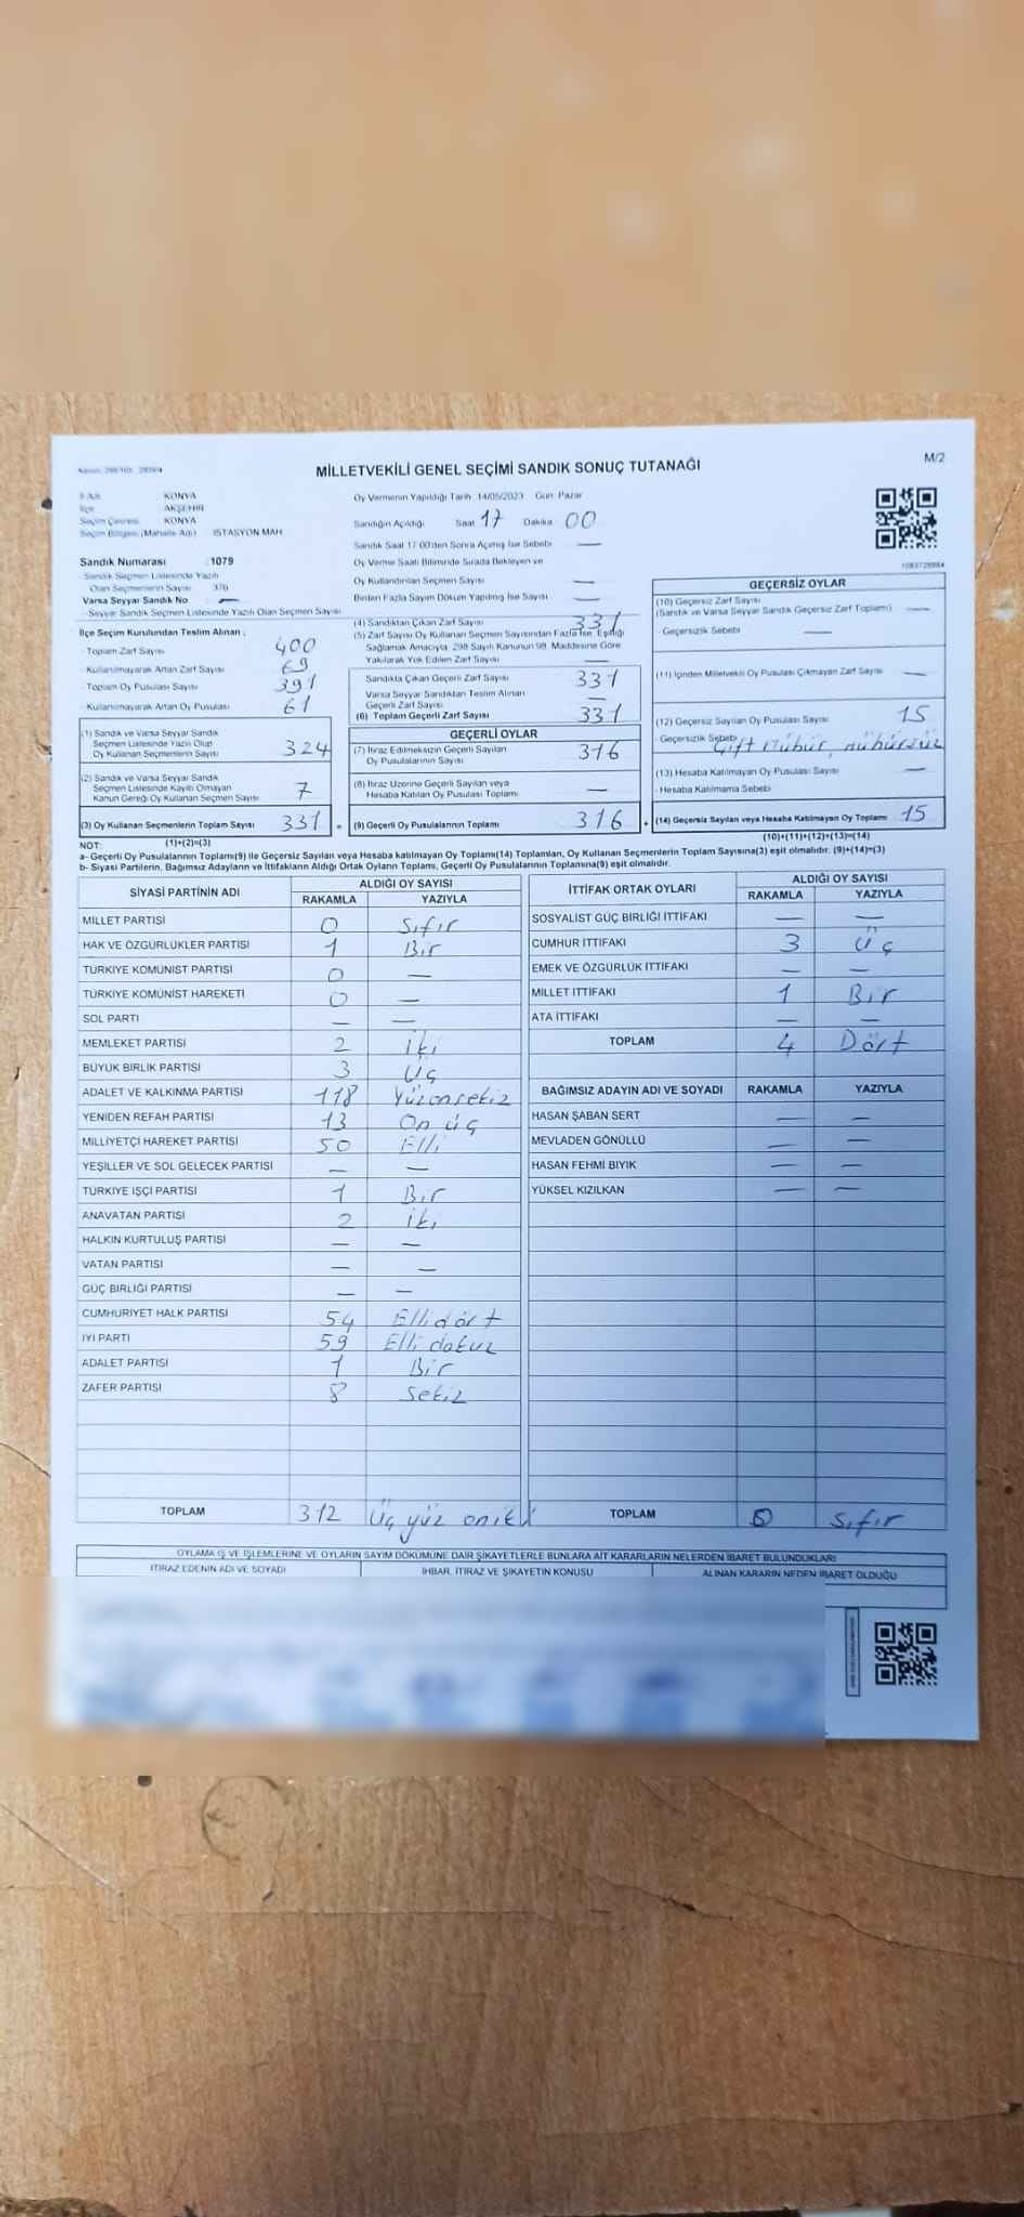 MİLLETVEKİLİ GENEL SEÇİMİ SANDIK SONUÇ TUTANAĞI
M/2
KONYA
İlçe AKŞEHİR
Seçim Çevresi KONYA
Seçim Bölgesi (Mahalle Adı) İSTASYON MAH
Sandık Numarası 1079
Sandık Seçmen Listesinde Yazılı
Olan Seçmenlerin Sayısı 376
Varsa Seyyar Sandık No —
Seyyar Sandık Seçmen Listesinde Yazılı Olan Seçmen Sayısı
Oy Vermenin Yapıldığı Tarih 14/05/2023 Gün Pazar
Sandığın Açıldığı Saat 17 Dakika 00
Sandık Saat 17:00'den Sonra Açılmış İse Sebebi —
Oy Verme Saati Bitiminde Sırada Bekleyen ve
Oy Kullandırılan Seçmen Sayısı —
Birden Fazla Sayım Döküm Yapılmış İse Sayısı —
İlçe Seçim Kurulundan Teslim Alınan ;
Toplam Zarf Sayısı 400
Kullanılmayarak Artan Zarf Sayısı 69
Toplam Oy Pusulası Sayısı 391
Kullanılmayarak Artan Oy Pusulası 61
(1) Sandık ve Varsa Seyyar Sandık
Seçmen Listesinde Yazılı Olup
Oy Kullanan Seçmenlerin Sayısı 324
(2) Sandık ve Varsa Seyyar Sandık
Seçmen Listesinde Kayıtlı Olmayan
Kanun Gereği Oy Kullanan Seçmen Sayısı 7
(3) Oy Kullanan Seçmenlerin Toplam Sayısı 331
(4) Sandıktan Çıkan Zarf Sayısı 331
(5) Zarf Sayısı Oy Kullanan Seçmen Sayısından Fazla İse, Eşitliği
Sağlamak Amacıyla 298 Sayılı Kanunun 98. Maddesine Göre
Yakılarak Yok Edilen Zarf Sayısı —
Sandıkta Çıkan Geçerli Zarf Sayısı 331
Varsa Seyyar Sandıktan Teslim Alınan
Geçerli Zarf Sayısı —
(6) Toplam Geçerli Zarf Sayısı 331
GEÇERLİ OYLAR
(7) İtiraz Edilmeksizin Geçerli Sayılan
Oy Pusulalarının Sayısı 316
(8) İtiraz Üzerine Geçerli Sayılan veya
Hesaba Katılan Oy Pusulası Toplamı —
= (9) Geçerli Oy Pusulalarının Toplamı 316
GEÇERSİZ OYLAR
(10) Geçersiz Zarf Sayısı
(Sandık ve Varsa Seyyar Sandık Geçersiz Zarf Toplamı) —
Geçersizlik Sebebi —
(11) İçinden Milletvekili Oy Pusulası Çıkmayan Zarf Sayısı —
(12) Geçersiz Sayılan Oy Pusulası Sayısı 15
Geçersizlik Sebebi Çift Mühür, mühürsüz
(13) Hesaba Katılmayan Oy Pusulası Sayısı —
Hesaba Katılmama Sebebi
+ (14) Geçersiz Sayılan veya Hesaba Katılmayan Oy Toplamı 15
NOT: (1)+(2)=(3) (10)+(11)+(12)+(13)=(14)
a- Geçerli Oy Pusulalarının Toplamı(9) ile Geçersiz Sayılan veya Hesaba katılmayan Oy Toplamı(14) Toplamları, Oy Kullanan Seçmenlerin Toplam Sayısına(3) eşit olmalıdır. (9)+(14)=(3)
b- Siyasi Partilerin, Bağımsız Adayların ve İttifakların Aldığı Ortak Oyların Toplamı, Geçerli Oy Pusulalarının Toplamına(9) eşit olmalıdır.
SİYASİ PARTİNİN ADI ALDIĞI OY SAYISI
RAKAMLA YAZIYLA
MİLLET PARTİSİ 0 Sıfır
HAK VE ÖZGÜRLÜKLER PARTİSİ 1 Bir
TÜRKİYE KOMÜNİST PARTİSİ 0 —
TÜRKİYE KOMÜNİST HAREKETİ 0 —
SOL PARTİ — —
MEMLEKET PARTİSİ 2 iki
BÜYÜK BİRLİK PARTİSİ 3 Üç
ADALET VE KALKINMA PARTİSİ 118 Yüzonsekiz
YENİDEN REFAH PARTİSİ 13 On üç
MİLLİYETÇİ HAREKET PARTİSİ 50 Elli
YEŞİLLER VE SOL GELECEK PARTİSİ — —
TÜRKİYE İŞÇİ PARTİSİ 1 Bir
ANAVATAN PARTİSİ 2 iki
HALKIN KURTULUŞ PARTİSİ — —
VATAN PARTİSİ — —
GÜÇ BİRLİĞİ PARTİSİ — —
CUMHURİYET HALK PARTİSİ 54 Elli dört
İYİ PARTİ 59 Elli dokuz
ADALET PARTİSİ 1 Bir
ZAFER PARTİSİ 8 Sekiz
TOPLAM 312 Üç yüz oniki
İTTİFAK ORTAK OYLARI ALDIĞI OY SAYISI
RAKAMLA YAZIYLA
SOSYALİST GÜÇ BİRLİĞİ İTTİFAKI — —
CUMHUR İTTİFAKI 3 Üç
EMEK VE ÖZGÜRLÜK İTTİFAKI — —
MİLLET İTTİFAKI 1 Bir
ATA İTTİFAKI — —
TOPLAM 4 Dört
BAĞIMSIZ ADAYIN ADI VE SOYADI RAKAMLA YAZIYLA
HASAN ŞABAN SERT — —
MEVLADEN GÖNÜLLÜ — —
HASAN FEHMİ BIYIK — —
YÜKSEL KIZILKAN — —
TOPLAM Sıfır
OYLAMA İŞ VE İŞLEMLERİNE VE OYLARIN SAYIM DÖKÜMÜNE DAİR ŞİKAYETLERLE BUNLARA AİT KARARLARIN NELERDEN İBARET BULUNDUKLARI
İTİRAZ EDENİN ADI VE SOYADI İHBAR, İTİRAZ VE ŞİKAYETİN KONUSU ALINAN KARARIN NEDEN İBARET OLDUĞU